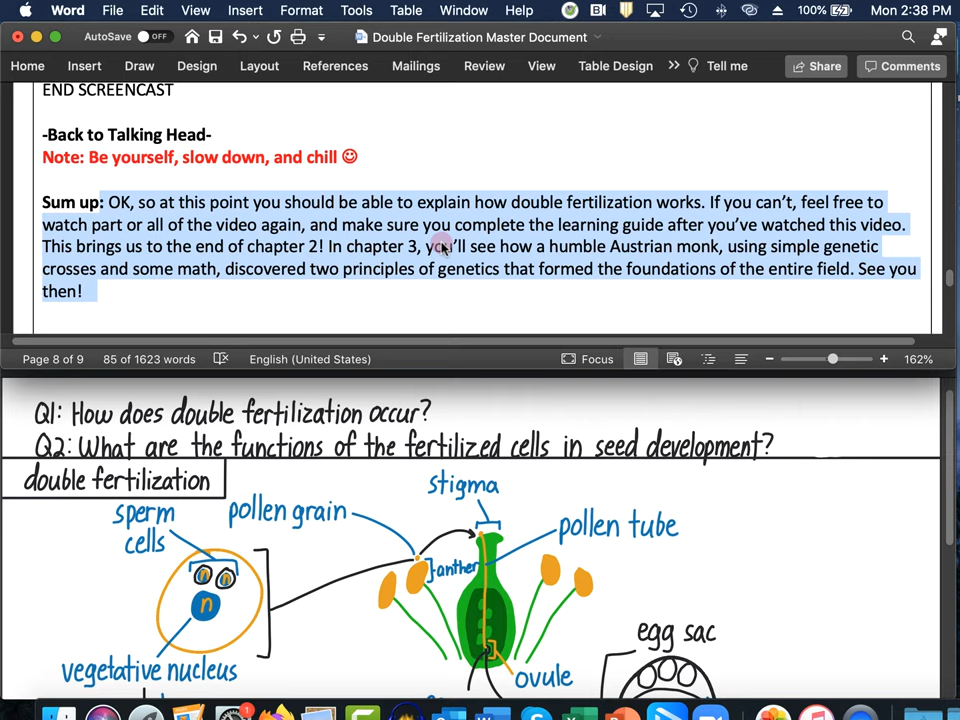 Word File Edit View Insert Format Tools Table Window Help 100% Mon 2:38 PM
AutoSave OFF Double Fertilization Master Document
Home Insert Draw Design Layout References Mailings Review View Table Design Tell me Share Comments
END SCREENCAST
-Back to Talking Head-
Note: Be yourself, slow down, and chill ☺
Sum up: OK, so at this point you should be able to explain how double fertilization works. If you can't, feel free to
watch part or all of the video again, and make sure you complete the learning guide after you've watched this video.
This brings us to the end of chapter 2! In chapter 3, you'll see how a humble Austrian monk, using simple genetic
crosses and some math, discovered two principles of genetics that formed the foundations of the entire field. See you
then!
Page 8 of 9 85 of 1623 words English (United States) Focus 162%
Q1: How does double fertilization occur?
Q2: What are the functions of the fertilized cells in seed development?
double fertilization
stigma
sperm
cells
pollen grain
pollen tube
anther
n n
n
egg sac
vegetative nucleus
ovule